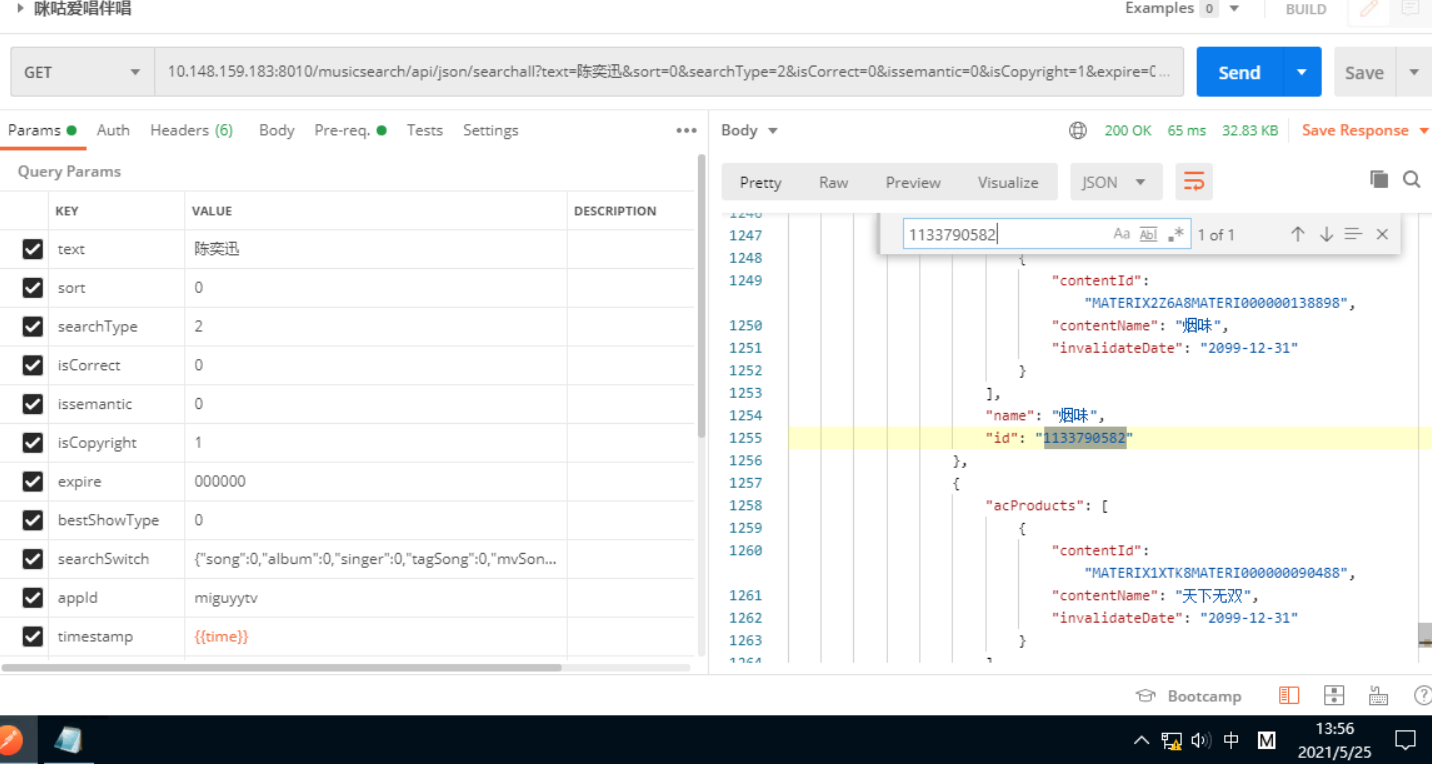 咪咕爱唱伴唱
Examples 0
BUILD
GET
10.148.159.183:8010/musicsearch/api/json/searchall?text=陈奕迅&sort=0&searchType=2&isCorrect=0&issemantic=0&isCopyright=1&expire=0...
Send
Save
Params
Auth
Headers (6)
Body
Pre-req.
Tests
Settings
Body
200 OK
65 ms
32.83 KB
Save Response
Query Params
Pretty
Raw
Preview
Visualize
JSON
KEY
VALUE
DESCRIPTION
text
陈奕迅
sort
0
searchType
2
isCorrect
0
issemantic
0
isCopyright
1
expire
000000
bestShowType
0
searchSwitch
{"song":0,"album":0,"singer":0,"tagSong":0,"mvSon...
appId
miguyytv
timestamp
{{time}}
1133790582
Aa
Abl
.*
1 of 1
1246
1247
1248 {
1249 "contentId":
"MATERIX2Z6A8MATERI000000138898",
1250 "contentName": "烟味",
1251 "invalidateDate": "2099-12-31"
1252 }
1253 ],
1254 "name": "烟味",
1255 "id": "1133790582"
1256 },
1257 {
1258 "acProducts": [
1259 {
1260 "contentId":
"MATERIX1XTK8MATERI000000090488",
1261 "contentName": "天下无双",
1262 "invalidateDate": "2099-12-31"
1263 }
1264 ]
Bootcamp
中
M
13:56
2021/5/25